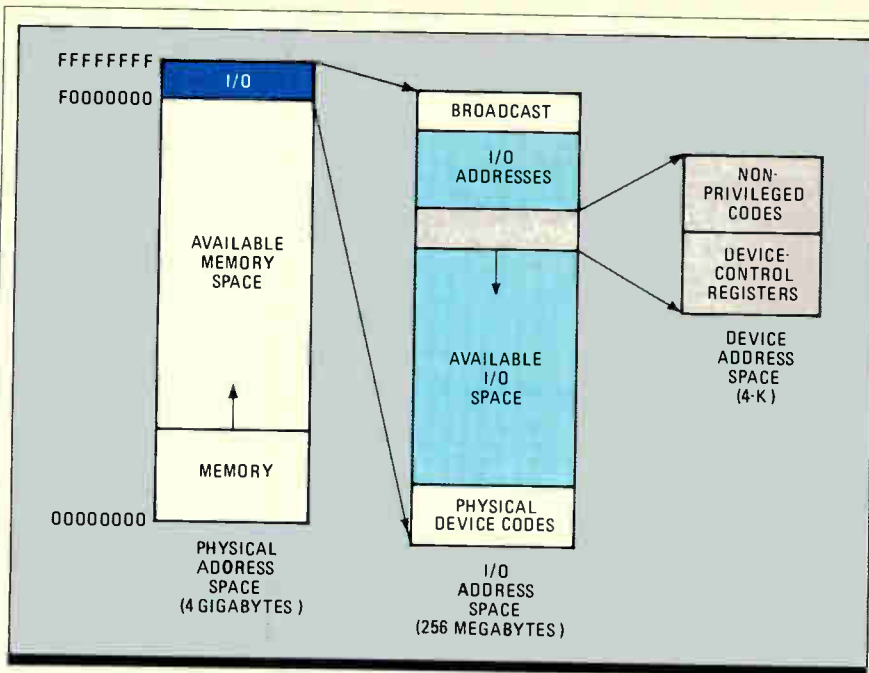 FFFFFFFF
I/O
F0000000
AVAILABLE
MEMORY
SPACE
MEMORY
00000000
PHYSICAL
ADDRESS
SPACE
(4 GIGABYTES)
BROADCAST
I/O
ADDRESSES
AVAILABLE
I/O
SPACE
PHYSICAL
DEVICE CODES
I/O
ADDRESS
SPACE
(256 MEGABYTES)
NON-
PRIVILEGED
CODES
DEVICE-
CONTROL
REGISTERS
DEVICE
ADDRESS
SPACE
(4-K)